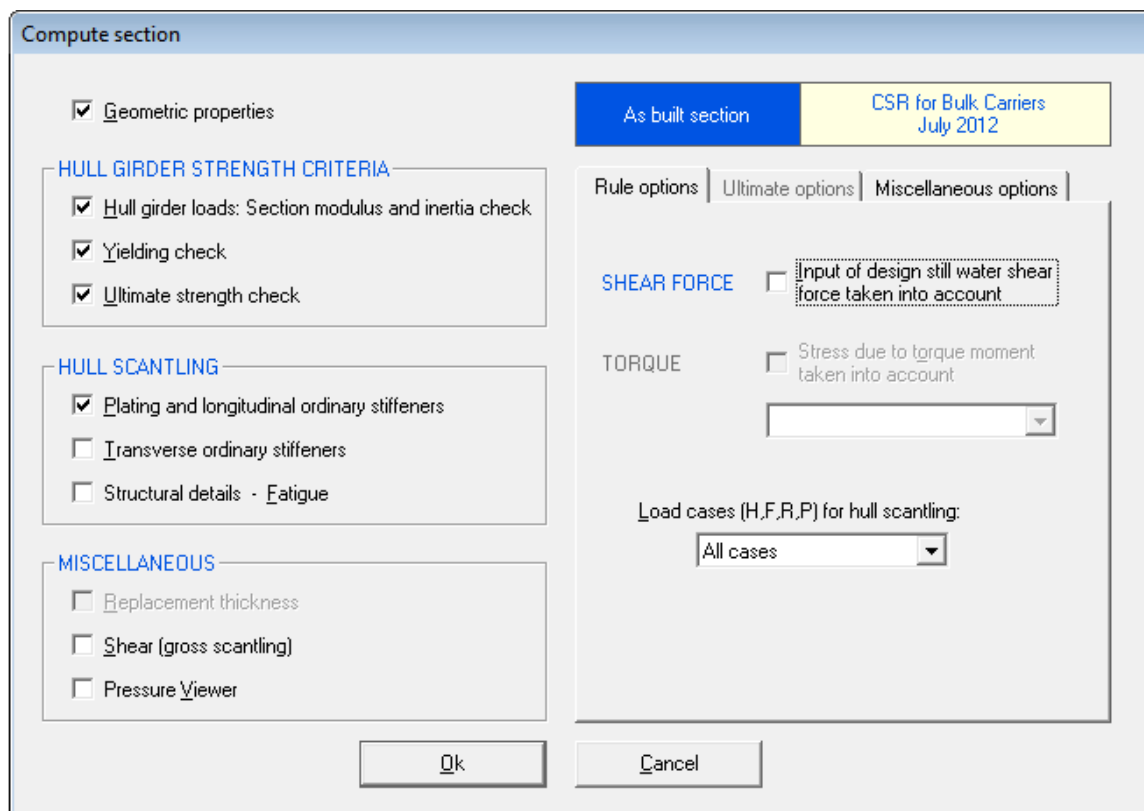 Compute section
Geometric properties
HULL GIRDER STRENGTH CRITERIA
Hull girder loads: Section modulus and inertia check
Yielding check
Ultimate strength check
HULL SCANTLING
Plating and longitudinal ordinary stiffeners
Transverse ordinary stiffeners
Structural details - Fatigue
MISCELLANEOUS
Replacement thickness
Shear (gross scantling)
Pressure Viewer
As built section
CSR for Bulk Carriers
July 2012
Rule options
Ultimate options
Miscellaneous options
SHEAR FORCE
Input of design still water shear
force taken into account
TORQUE
Stress due to torque moment
taken into account
Load cases (H,F,R,P) for hull scantling:
All cases
Ok
Cancel